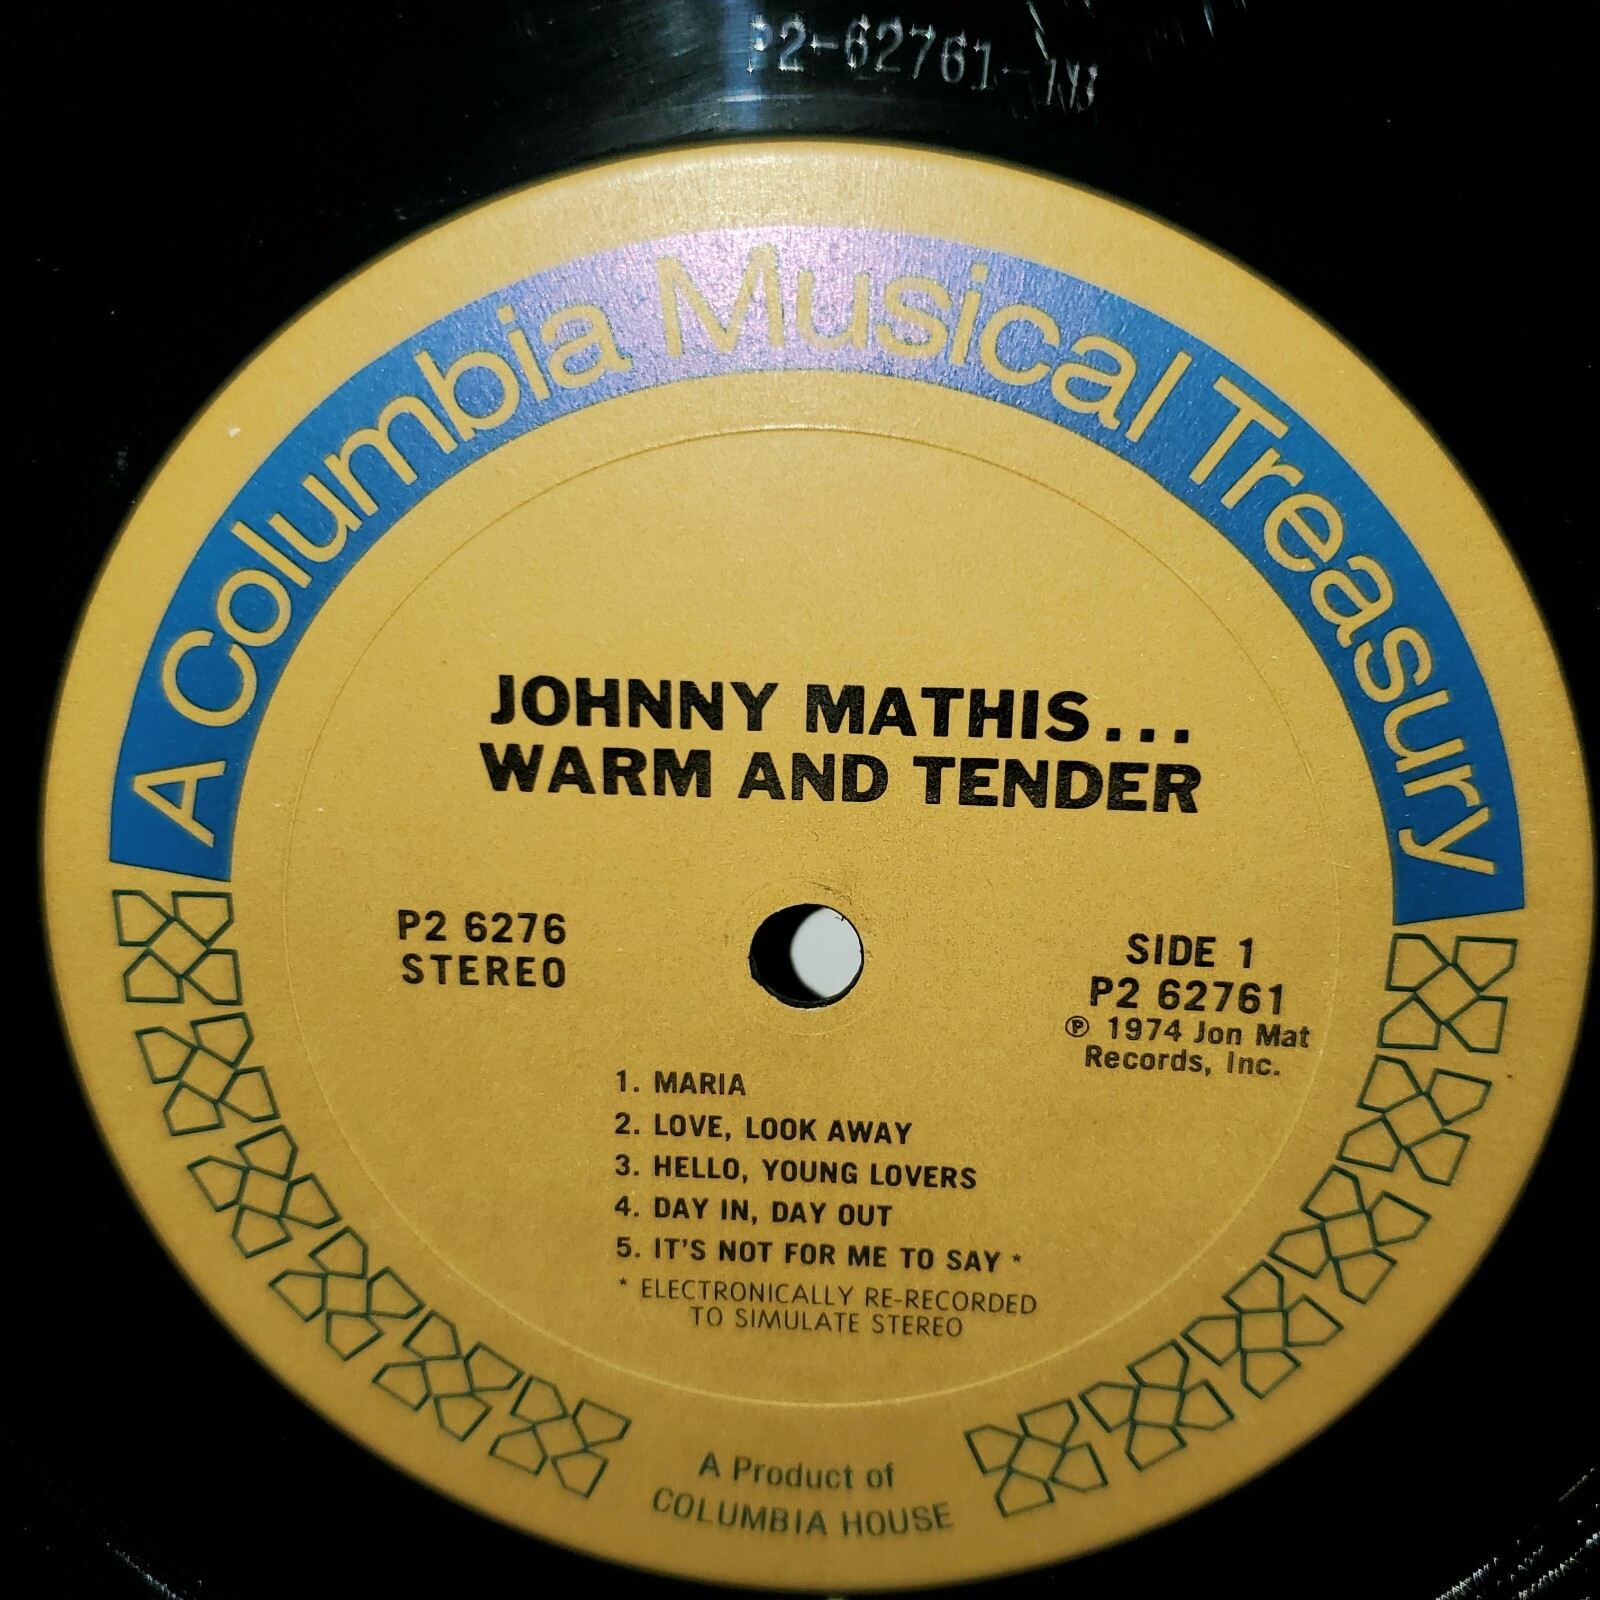 P2-62761-
A Columbia Musical Treasury
JOHNNY MATHIS...
WARM AND TENDER
P2 6276
STEREO
SIDE 1
P2 62761
℗ 1974 Jon Mat
Records, Inc.
1. MARIA
2. LOVE, LOOK AWAY
3. HELLO, YOUNG LOVERS
4. DAY IN, DAY OUT
5. IT'S NOT FOR ME TO SAY *
* ELECTRONICALLY RE-RECORDED
TO SIMULATE STEREO
A Product of
COLUMBIA HOUSE